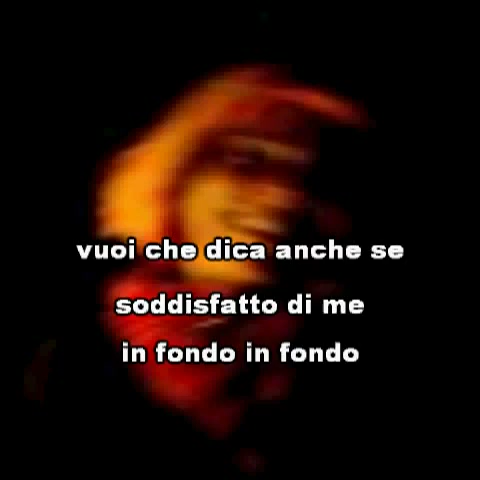 vuoi che dica anche se
soddisfatto di me
in fondo in fondo